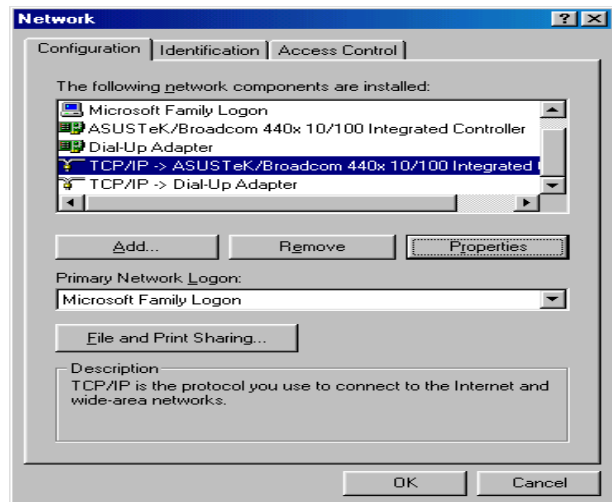 Network
Configuration Identification Access Control
The following network components are installed:
Microsoft Family Logon
ASUSTeK/Broadcom 440x 10/100 Integrated Controller
Dial-Up Adapter
TCP/IP -> ASUSTeK/Broadcom 440x 10/100 Integrated
TCP/IP -> Dial-Up Adapter
Add... Remove Properties
Primary Network Logon:
Microsoft Family Logon
File and Print Sharing...
Description
TCP/IP is the protocol you use to connect to the Internet and
wide-area networks.
OK Cancel